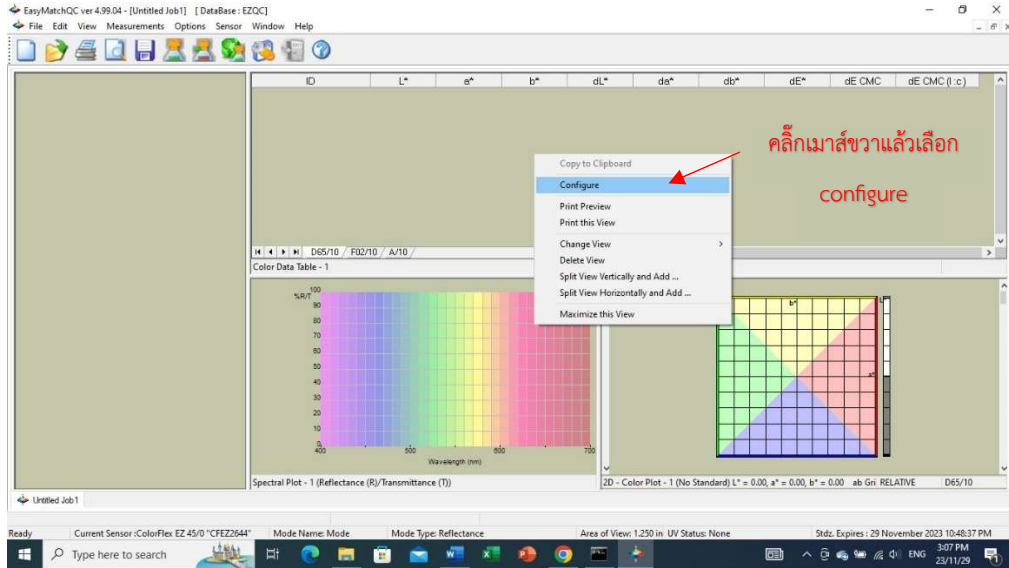 EasyMatchQC ver 4.99.04 - [Untitled Job1]   [ DataBase : EZQC]
File Edit View Measurements Options Sensor Window Help
ID L* a* b* dL* da* db* dE* dE CMC dE CMC (l :c )
คลิ๊กเมาส์ขวาแล้วเลือก
configure
Copy to Clipboard
Configure
Print Preview
Print this View
Change View
Delete View
Split View Vertically and Add ...
Split View Horizontally and Add ...
Maximize this View
D65/10 F02/10 A/10
Color Data Table - 1
%R/T
100
90
80
70
60
50
40
30
20
10
0
400 500 600 700
Wavelength (nm)
b*
L
a*
Spectral Plot - 1 (Reflectance (R)/Transmittance (T))
2D - Color Plot - 1 (No Standard) L* = 0.00, a* = 0.00, b* = 0.00 ab Gri RELATIVE D65/10
Untitled Job1
Ready Current Sensor :ColorFlex EZ 45/0 "CFEZ2644" Mode Name: Mode Mode Type: Reflectance Area of View: 1.250 in UV Status: None Stdz. Expires : 29 November 2023 10:48:37 PM
Type here to search
ENG
3:07 PM
23/11/29